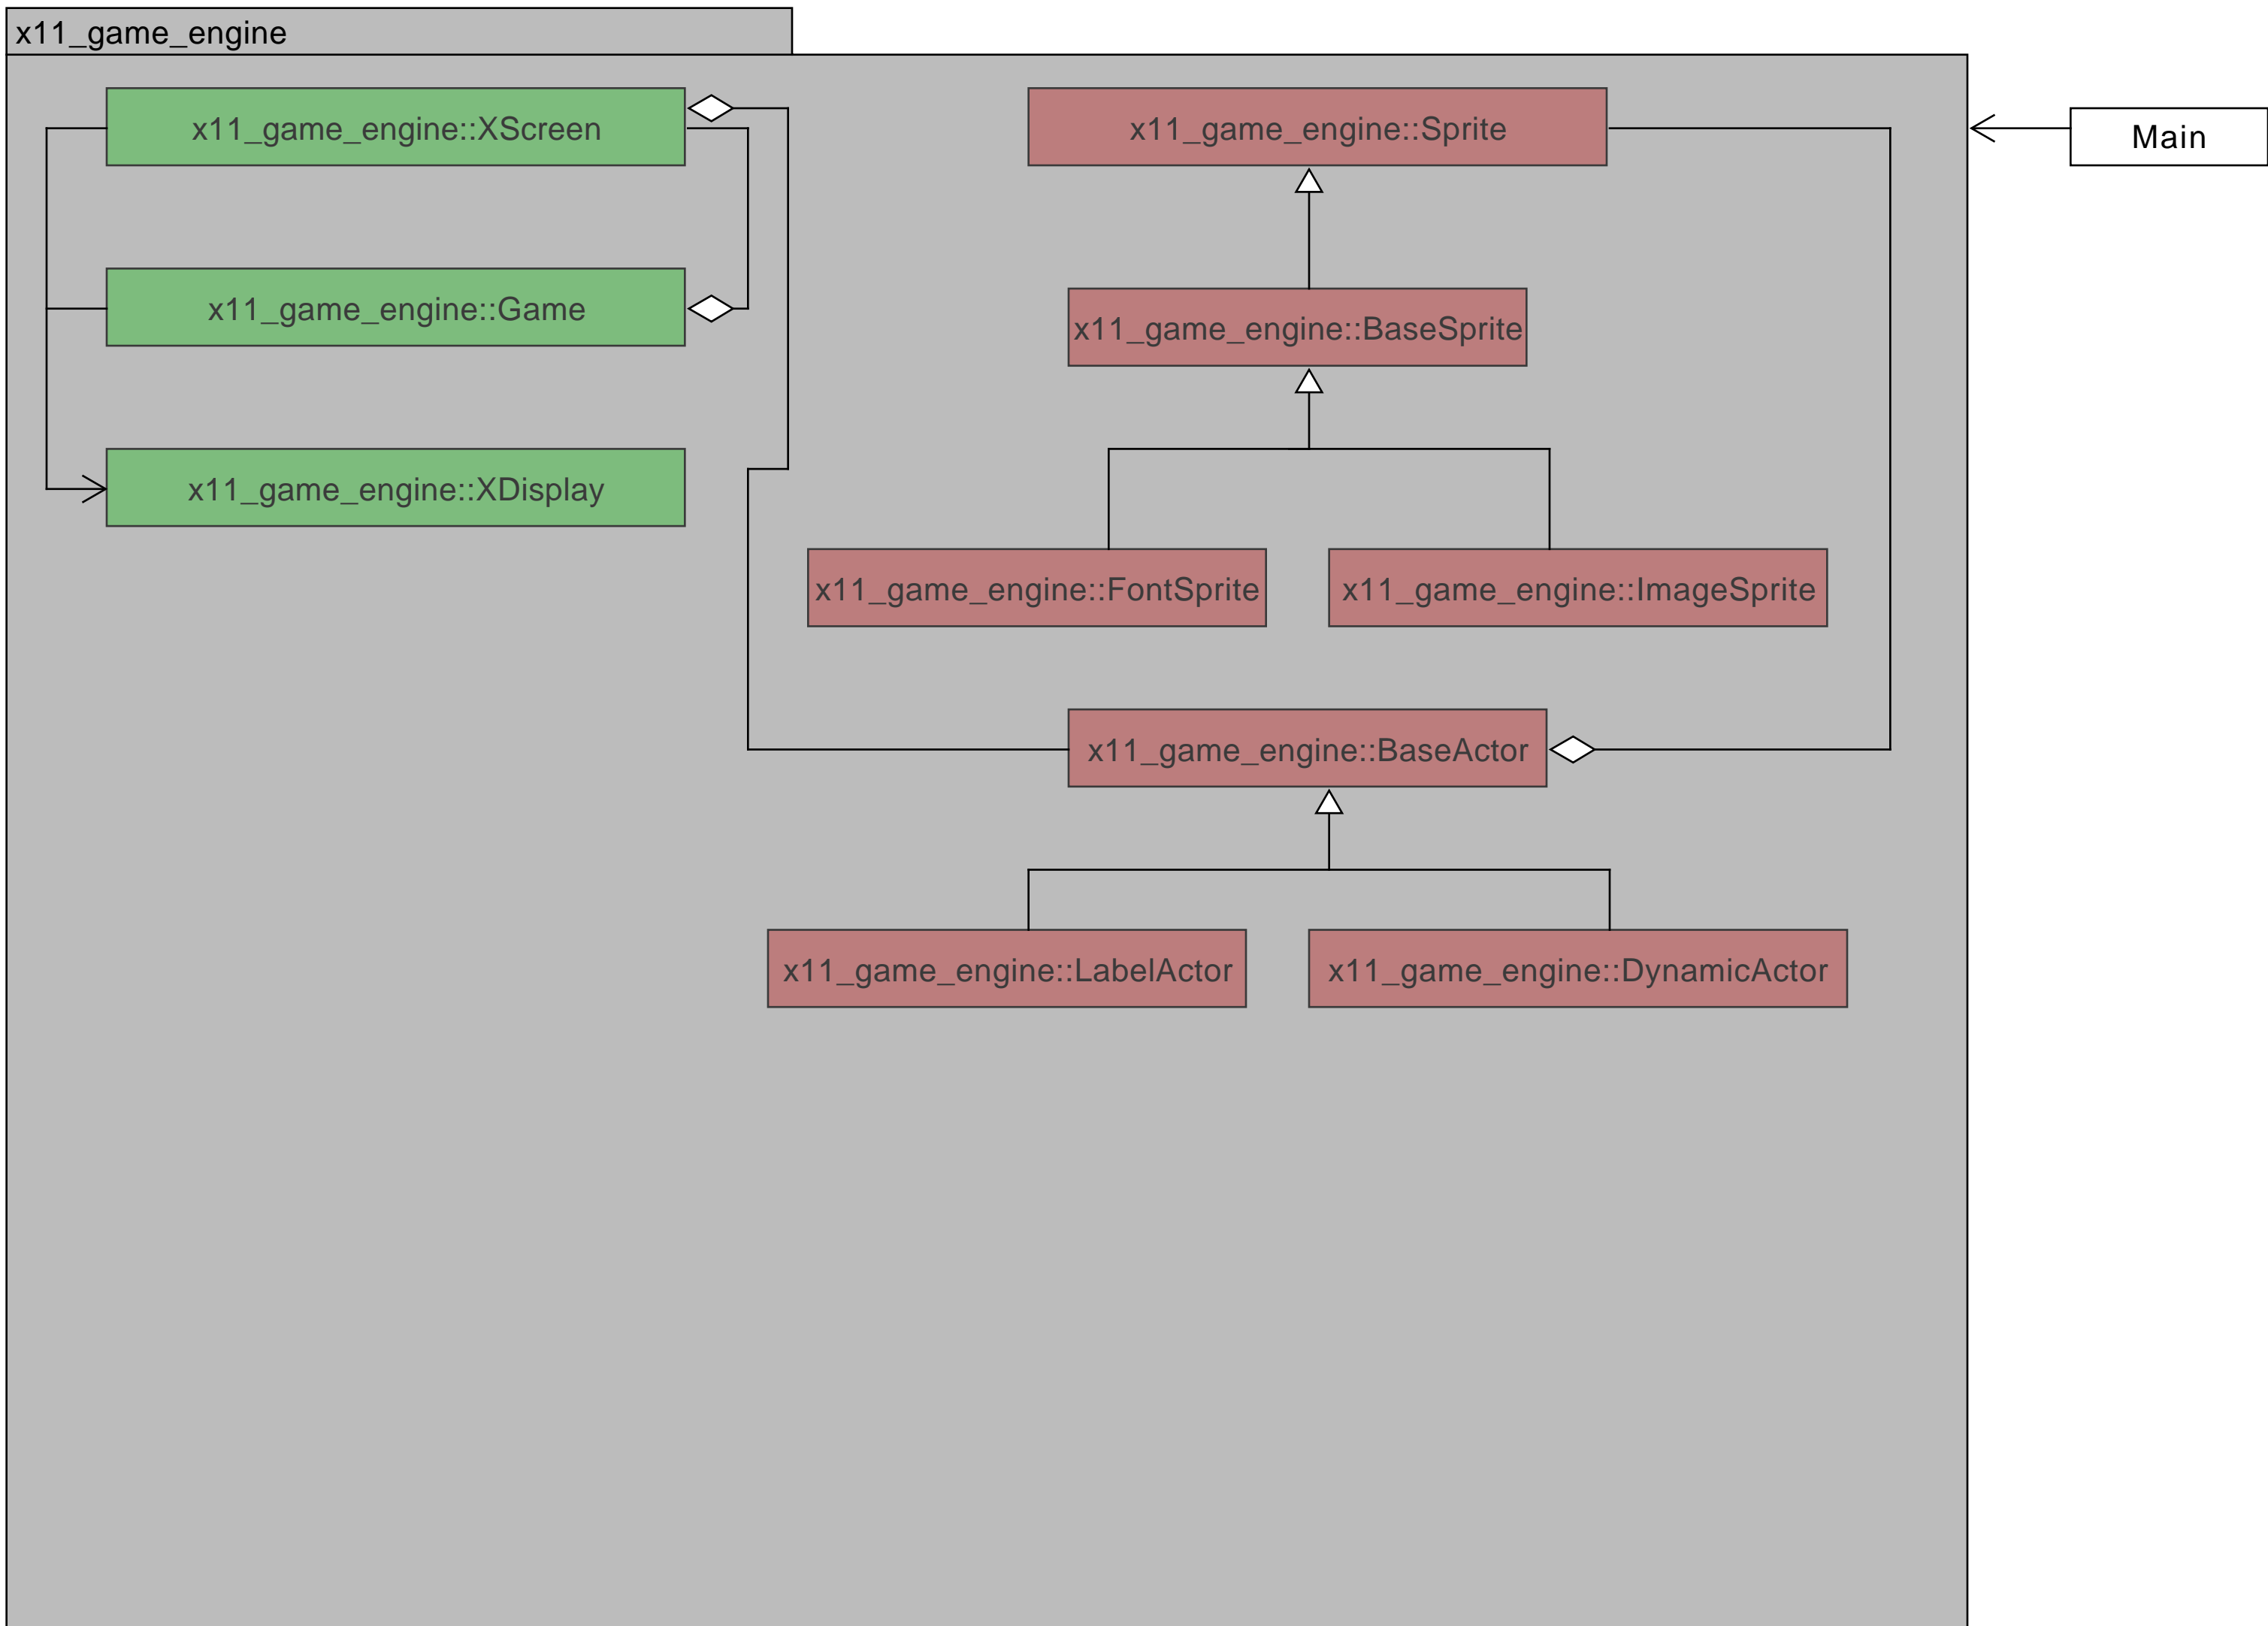 x11_game_engine
x11_game_engine::XScreen
x11_game_engine::Sprite
Main
x11_game_engine::Game
x11_game_engine::BaseSprite
x11_game_engine::XDisplay
x11_game_engine::FontSprite
x11_game_engine::ImageSprite
x11_game_engine::BaseActor
x11_game_engine::LabelActor
x11_game_engine::DynamicActor